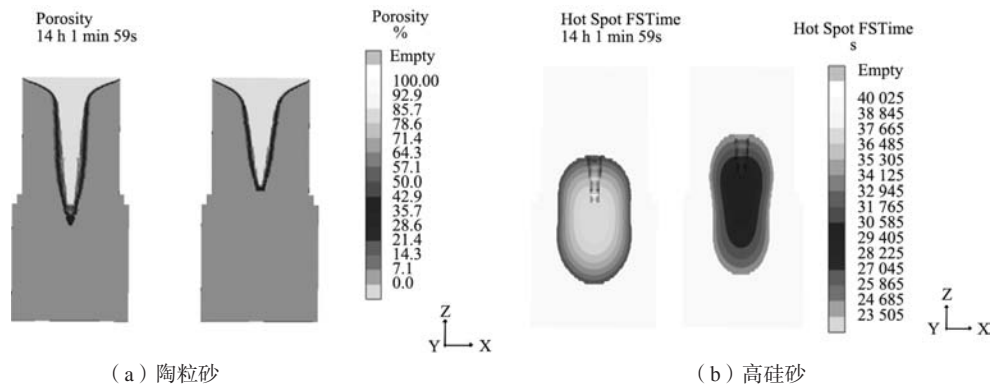 Porosity
14 h 1 min 59s
Porosity
%
Empty
100.00
92.9
85.7
78.6
71.4
64.3
57.1
50.0
42.9
35.7
28.6
21.4
14.3
7.1
0.0
Z
Y
X
(a)陶粒砂
Hot Spot FSTime
14 h 1 min 59s
Hot Spot FSTime
s
Empty
40 025
38 845
37 665
36 485
35 305
34 125
32 945
31 765
30 585
29 405
28 225
27 045
25 865
24 685
23 505
Z
Y
X
(b)高硅砂